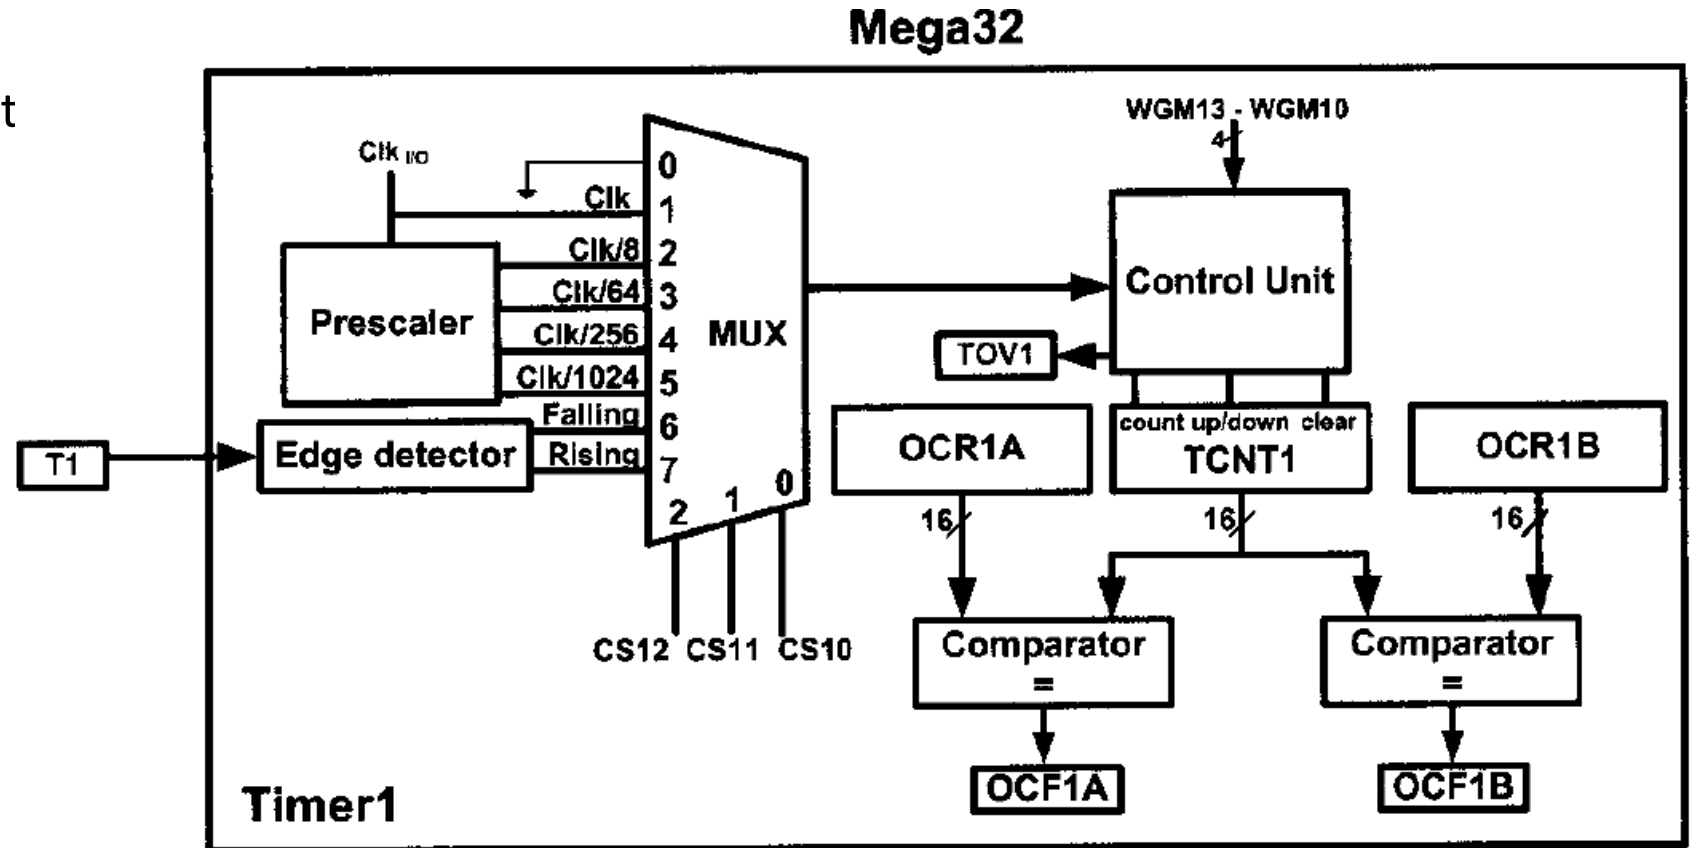 Mega32
t
WGM13 - WGM10
4
Clk I/O
0
Clk 1
Clk/8 2
Clk/64 3
Clk/256 4
Clk/1024 5
Falling 6
Rising 7
Prescaler
MUX
Control Unit
TOV1
T1
Edge detector
2 1 0
CS12 CS11 CS10
OCR1A
count up/down clear
TCNT1
OCR1B
16
16
16
Comparator
=
Comparator
=
OCF1A
OCF1B
Timer1